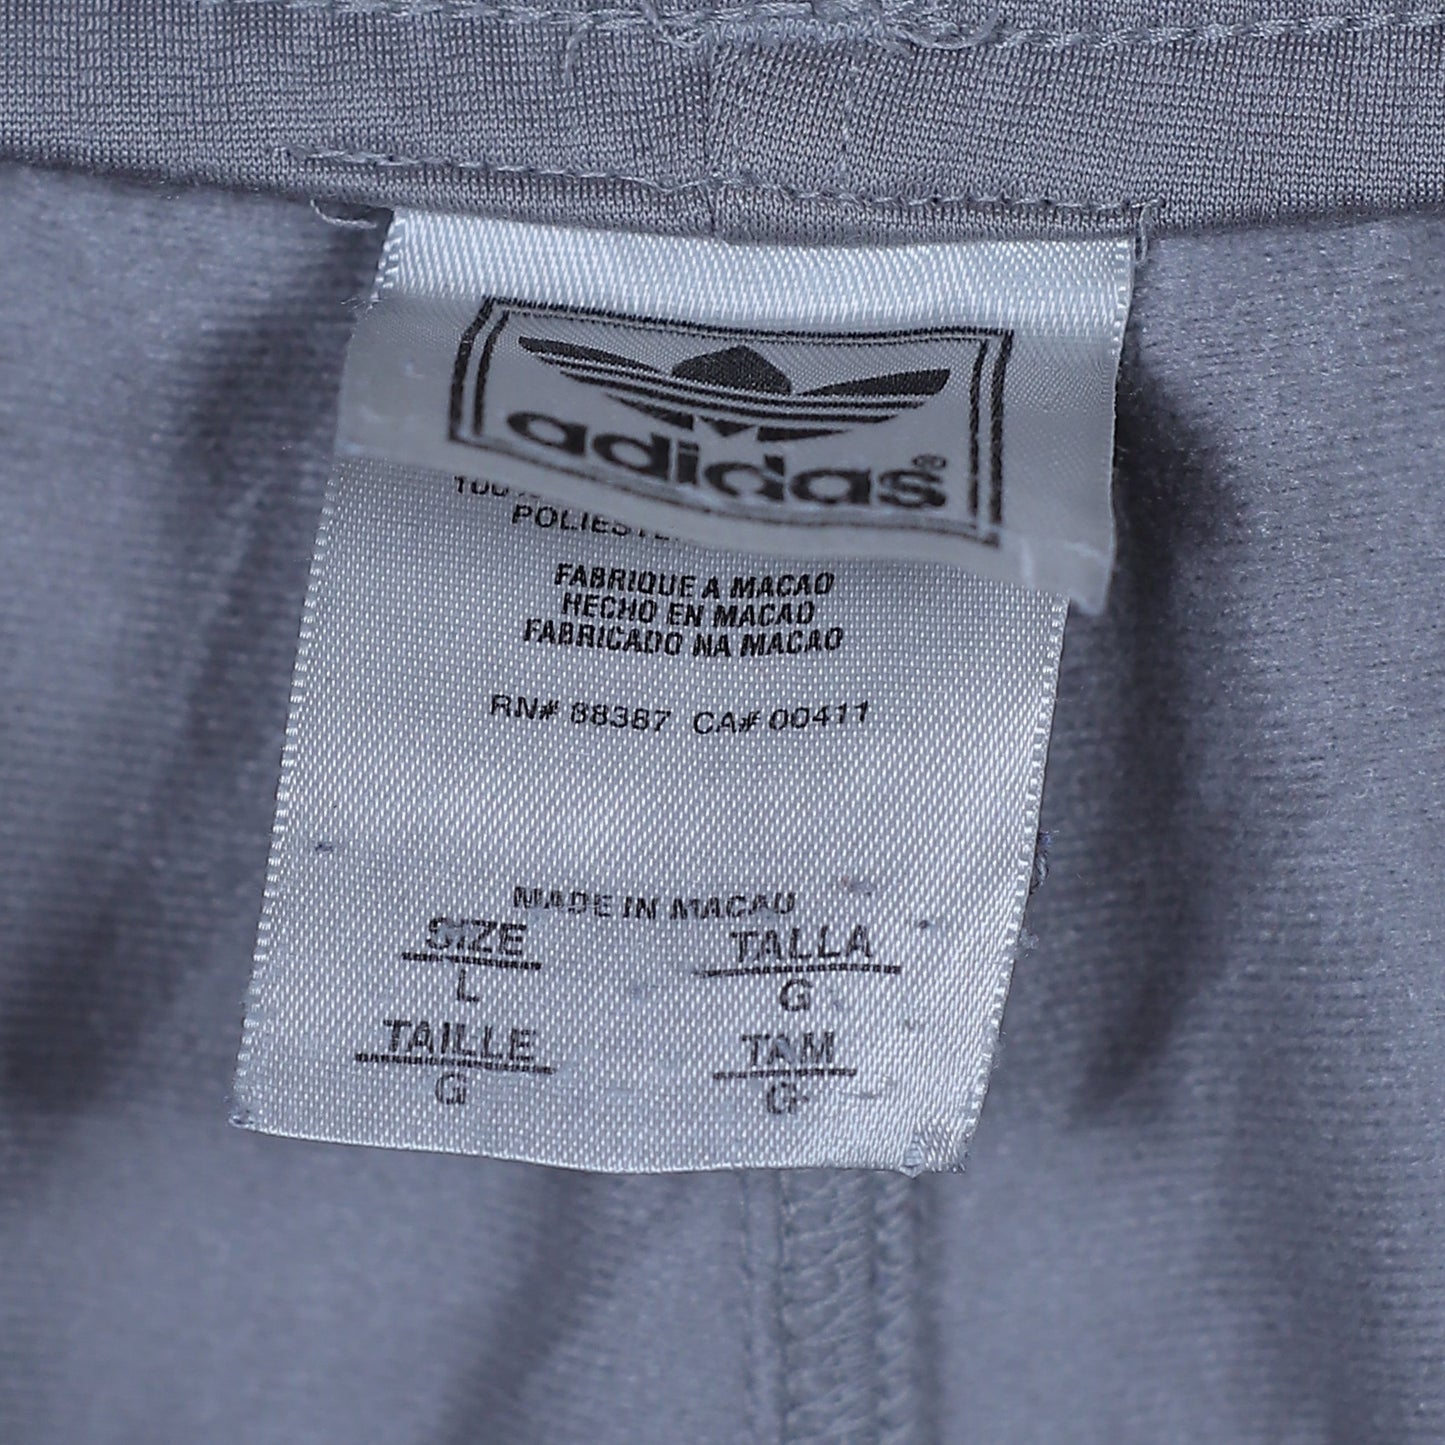 adidas®
POLIES
FABRIQUE A MACAO
HECHO EN MACAO
FABRICADO NA MACAO
RN# 88387 CA# 00411
MADE IN MACAU
SIZE TALLA
L G
TAILLE TAM
G G